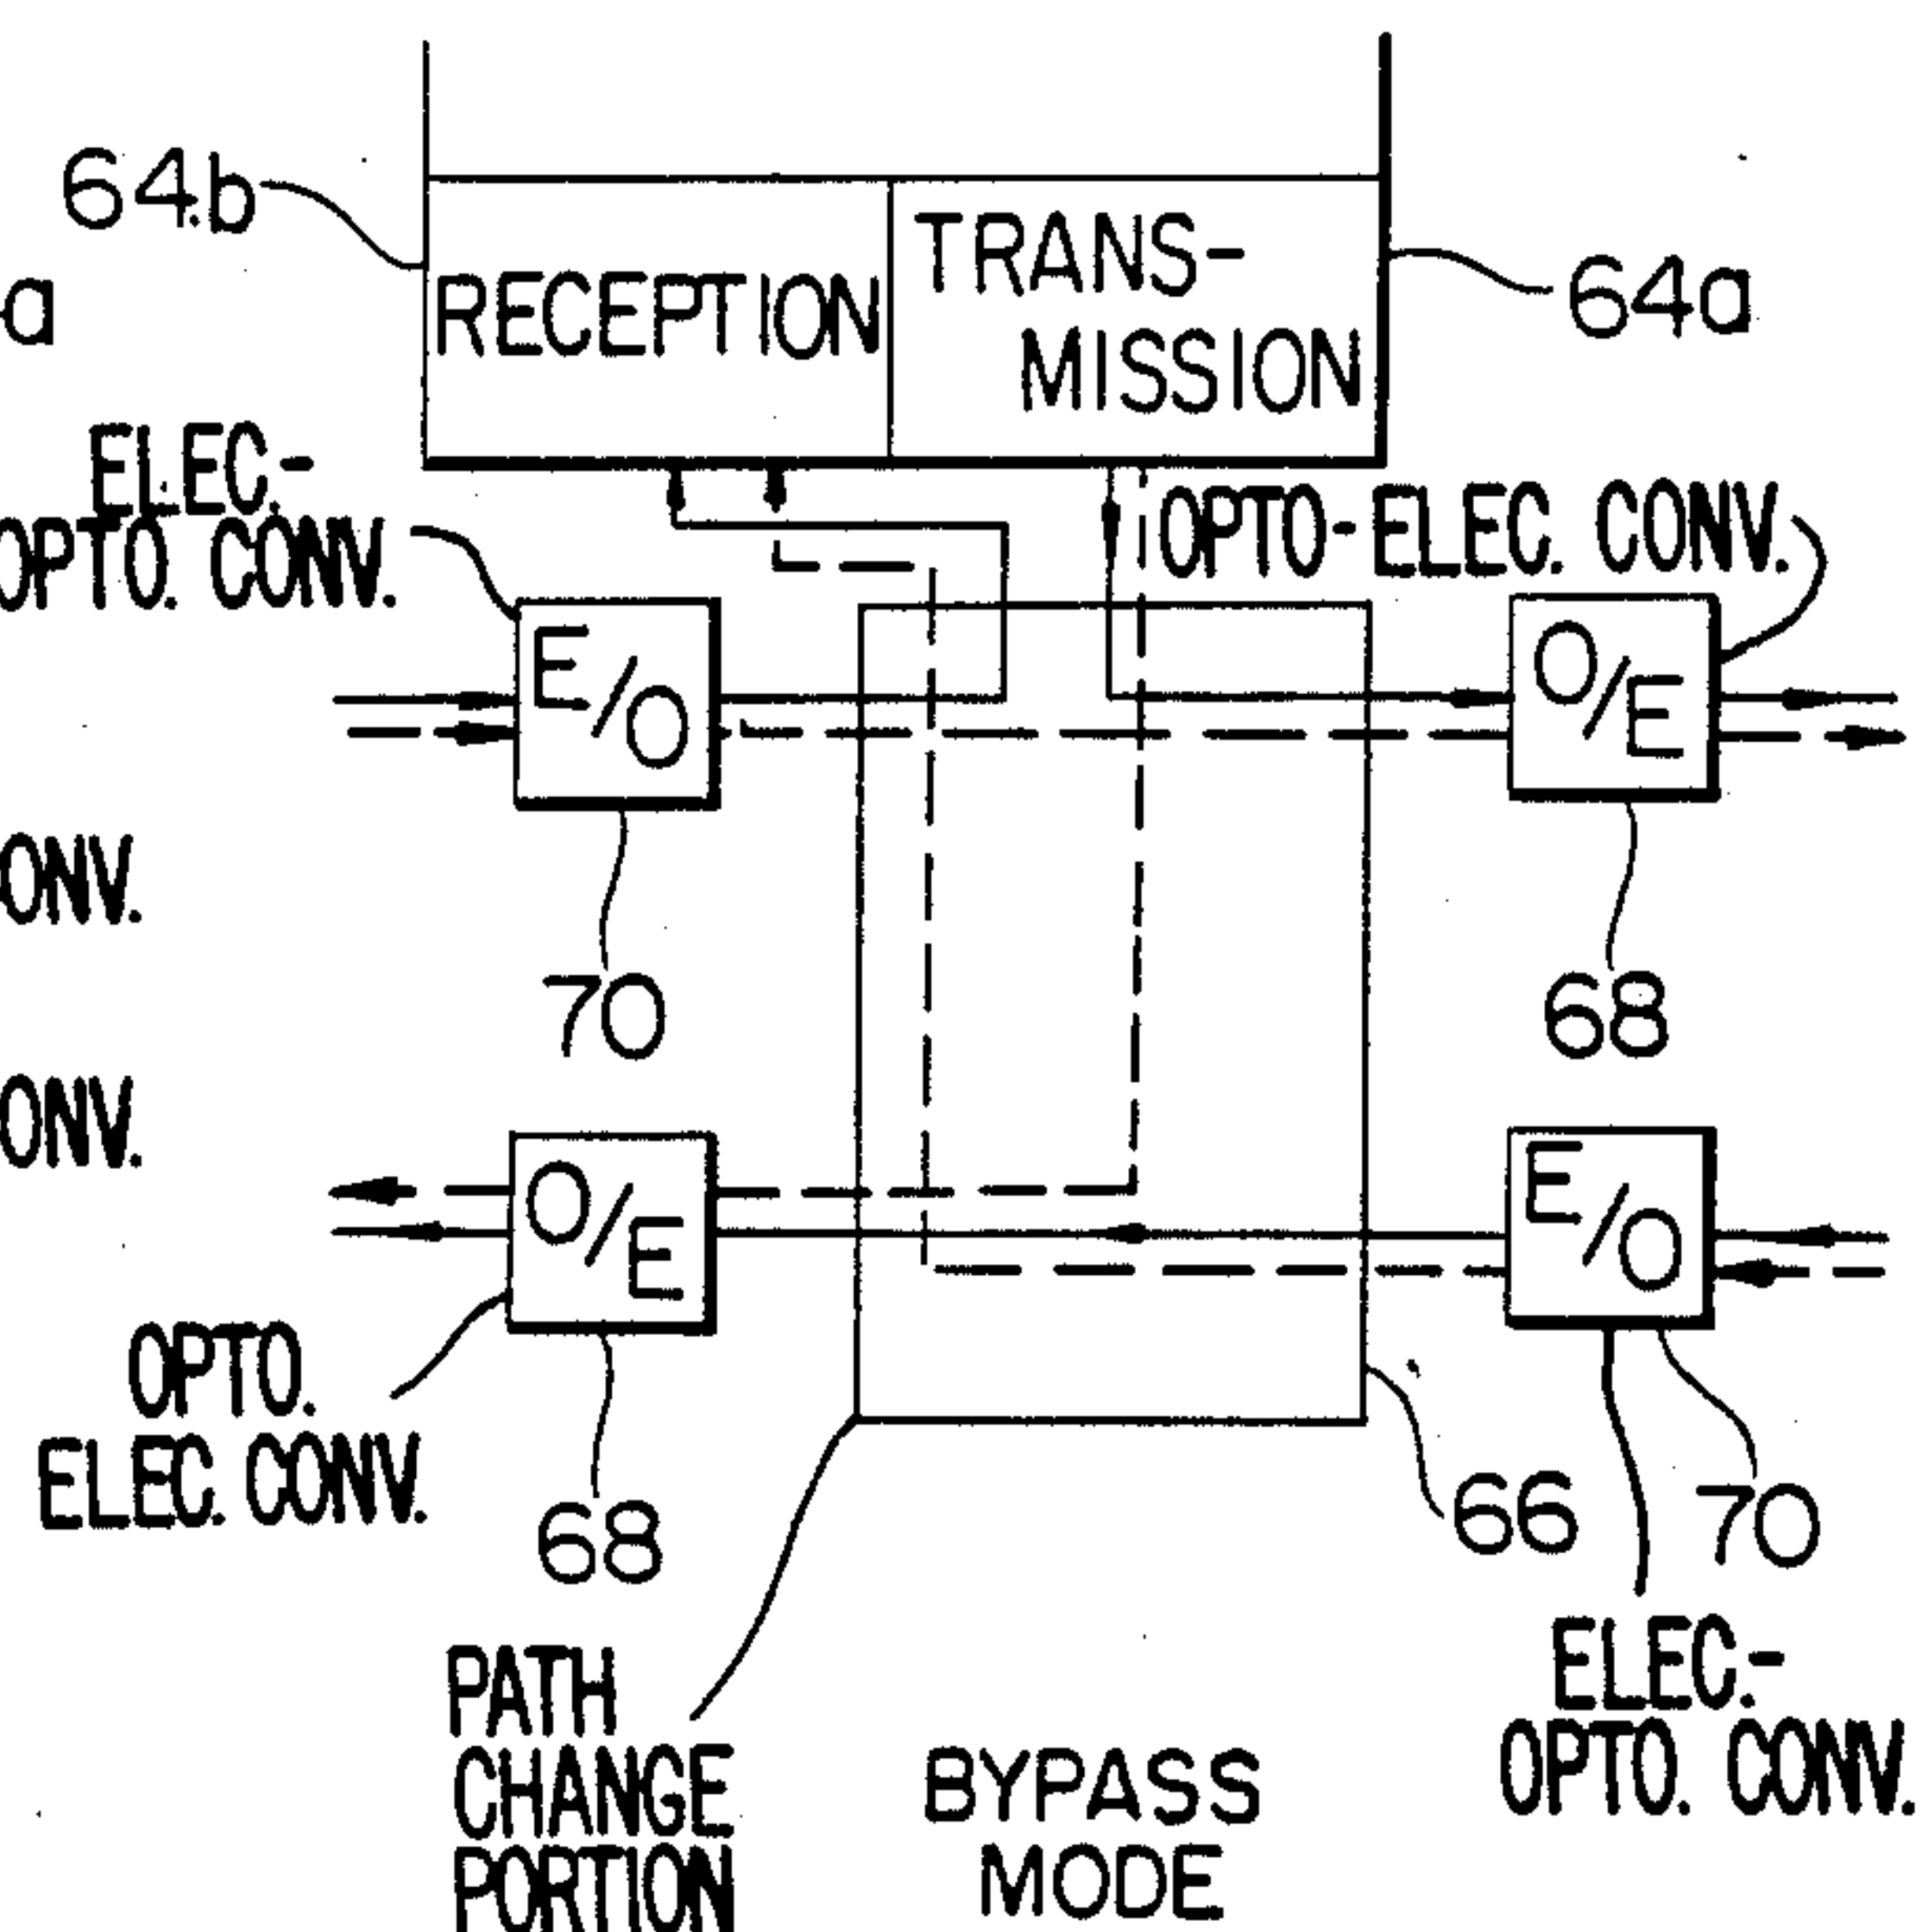 64b
a
RECEPTION
TRANS-
MISSION
64a
ELEC.-
OPTO. CONV.
OPTO-ELEC. CONV.
E/O
O/E
ONV.
70
68
ONV.
O/E
E/O
OPTO.
ELEC. CONV.
68
66
70
PATH
CHANGE
PORTION
BYPASS
MODE
ELEC.-
OPTO. CONV.